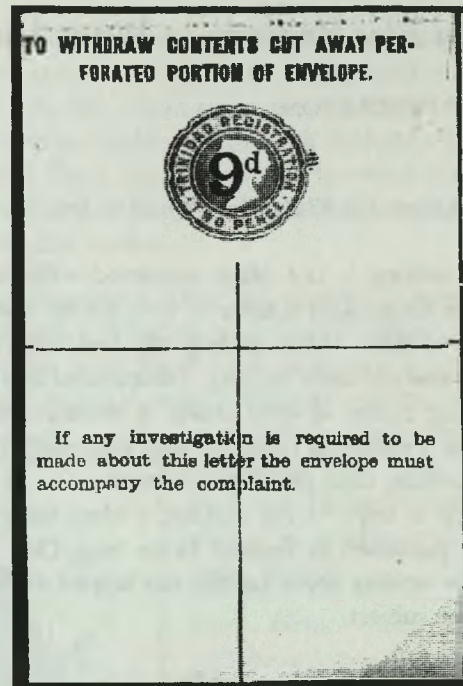 TO WITHDRAW CONTENTS CUT AWAY PER-
FORATED PORTION OF ENVELOPE.
TRINIDAD REGISTRATION
9d
TWO PENCE
If any investigation is required to be
made about this letter the envelope must
accompany the complaint.